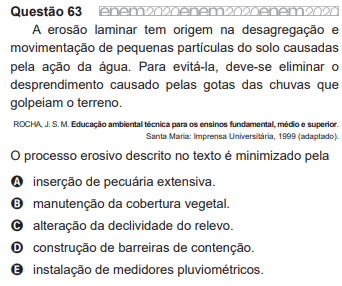 Questão 63 enem2020enem2020enem2020
A erosão laminar tem origem na desagregação e
movimentação de pequenas partículas do solo causadas
pela ação da água. Para evitá-la, deve-se eliminar o
desprendimento causado pelas gotas das chuvas que
golpeiam o terreno.
ROCHA, J. S. M. Educação ambiental técnica para os ensinos fundamental, médio e superior.
Santa Maria: Imprensa Universitária, 1999 (adaptado).
O processo erosivo descrito no texto é minimizado pela
A inserção de pecuária extensiva.
B manutenção da cobertura vegetal.
C alteração da declividade do relevo.
D construção de barreiras de contenção.
E instalação de medidores pluviométricos.